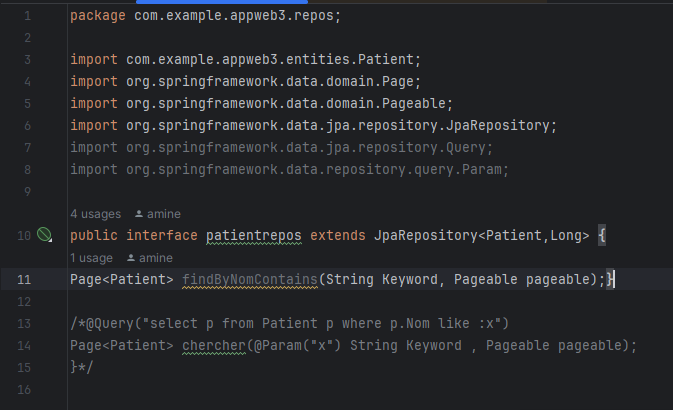 1 package com.example.appweb3.repos;
2
3 import com.example.appweb3.entities.Patient;
4 import org.springframework.data.domain.Page;
5 import org.springframework.data.domain.Pageable;
6 import org.springframework.data.jpa.repository.JpaRepository;
7 import org.springframework.data.jpa.repository.Query;
8 import org.springframework.data.repository.query.Param;
9
4 usages amine
10 public interface patientrepos extends JpaRepository<Patient,Long> {
1 usage amine
11 Page<Patient> findByNomContains(String Keyword, Pageable pageable);}
12
13 /*@Query("select p from Patient p where p.Nom like :x")
14 Page<Patient> chercher(@Param("x") String Keyword , Pageable pageable);
15 }*/
16